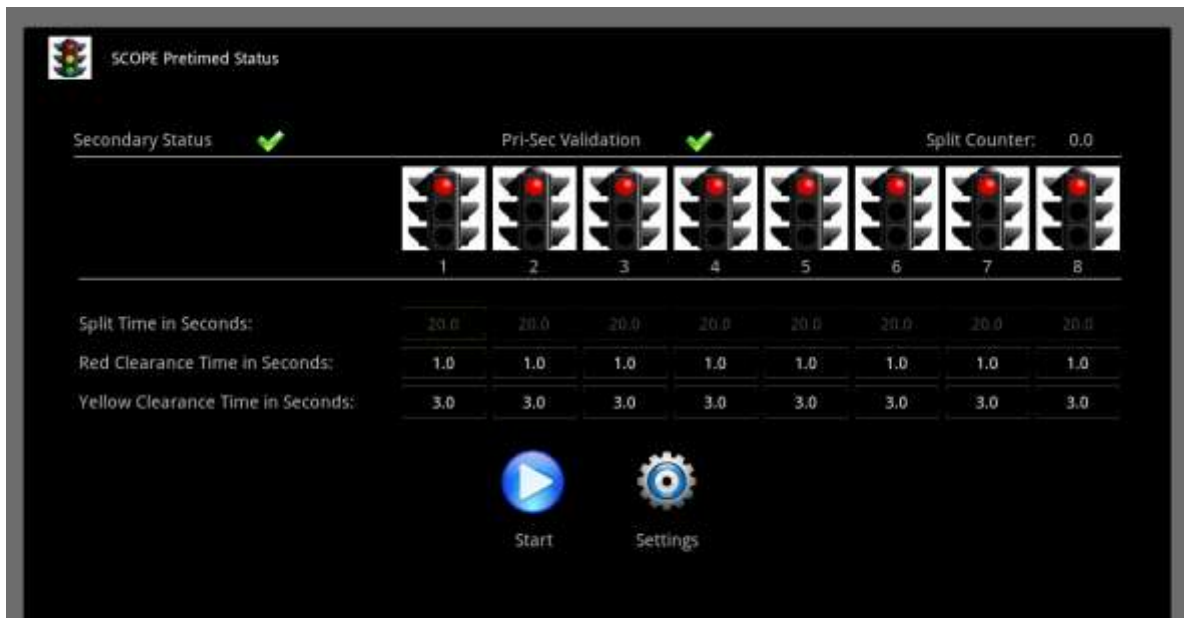 SCOPE Pretimed Status
Secondary Status Pri-Sec Validation Split Counter: 0.0
1 2 3 4 5 6 7 8
Split Time in Seconds: 20.0 20.0 20.0 20.0 20.0 20.0 20.0 20.0
Red Clearance Time in Seconds: 1.0 1.0 1.0 1.0 1.0 1.0 1.0 1.0
Yellow Clearance Time in Seconds: 3.0 3.0 3.0 3.0 3.0 3.0 3.0 3.0
Start Settings